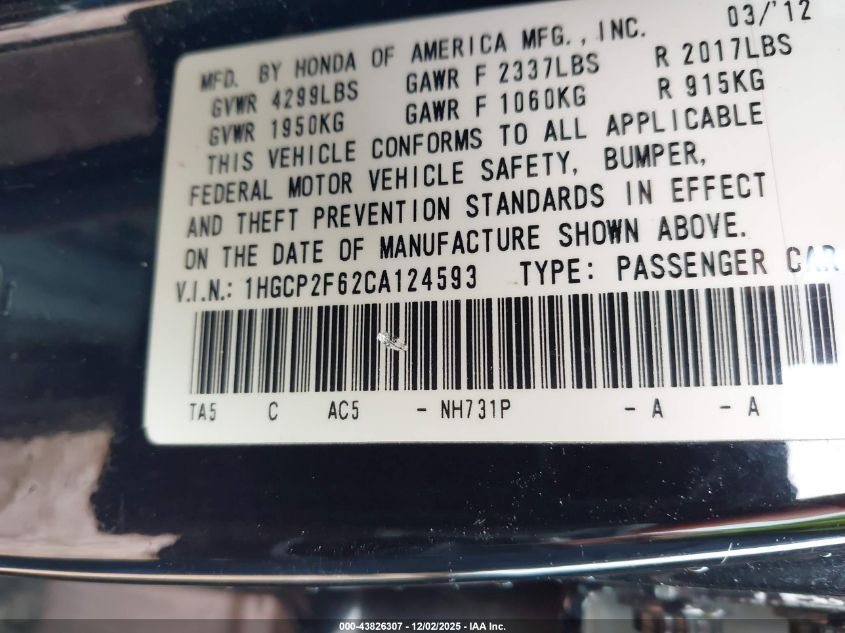 MFD. BY HONDA OF AMERICA MFG., INC. 03/'12
GVWR 4299LBS GAWR F 2337LBS R 2017LBS
GVWR 1950KG GAWR F 1060KG R 915KG
THIS VEHICLE CONFORMS TO ALL APPLICABLE
FEDERAL MOTOR VEHICLE SAFETY, BUMPER,
AND THEFT PREVENTION STANDARDS IN EFFECT
ON THE DATE OF MANUFACTURE SHOWN ABOVE.
V.I.N.: 1HGCP2F62CA124593 TYPE: PASSENGER CAR
TA5 C AC5 - NH731P - A - A
000-43826307 - 12/02/2025 - IAA Inc.